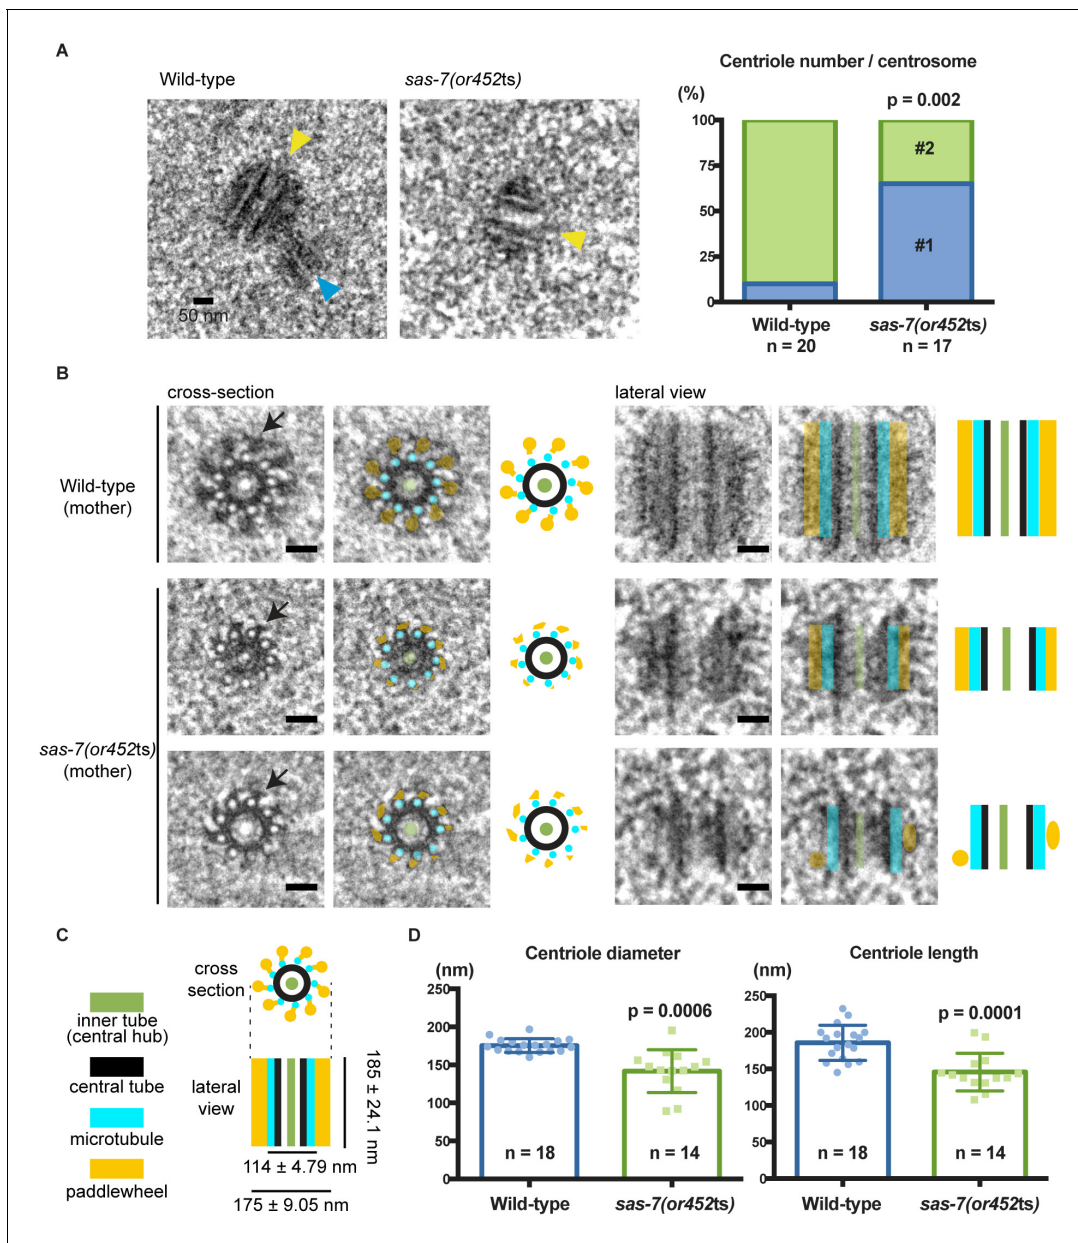 A
Wild-type
sas-7(or452ts)
50 nm
Centriole number / centrosome
(%)
p = 0.002
100
75
50
25
0
#2
#1
Wild-type
n = 20
sas-7(or452ts)
n = 17
B
cross-section
lateral view
Wild-type
(mother)
sas-7(or452ts)
(mother)
C
inner tube
(central hub)
central tube
microtubule
paddlewheel
cross
section
lateral
view
185 ± 24.1 nm
114 ± 4.79 nm
175 ± 9.05 nm
D
Centriole diameter
(nm)
250
200
150
100
50
0
p = 0.0006
n = 18
n = 14
Wild-type
sas-7(or452ts)
Centriole length
(nm)
250
200
150
100
50
0
p = 0.0001
n = 18
n = 14
Wild-type
sas-7(or452ts)